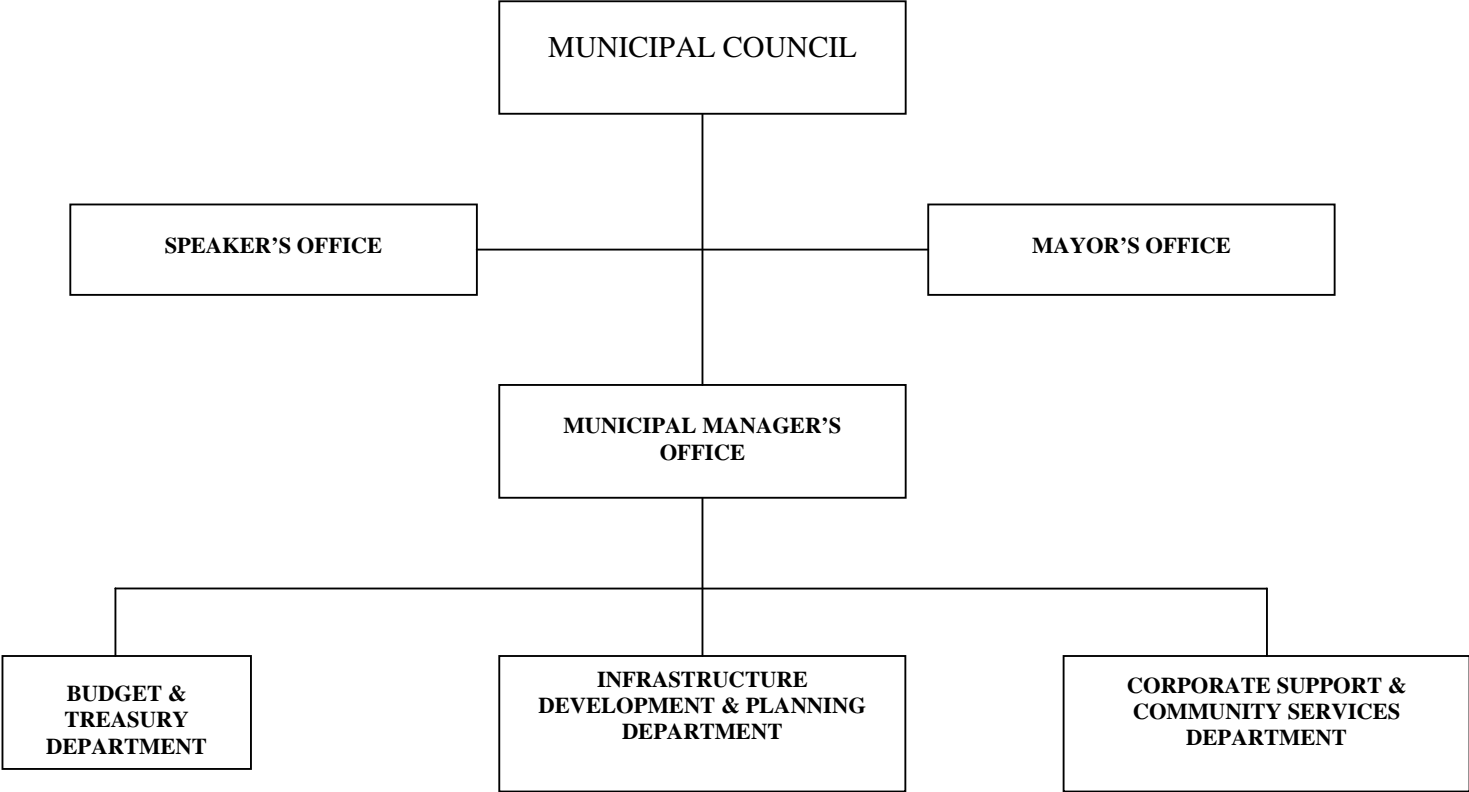 MUNICIPAL COUNCIL
SPEAKER’S OFFICE
MAYOR’S OFFICE
MUNICIPAL MANAGER’S
OFFICE
BUDGET &
TREASURY
DEPARTMENT
INFRASTRUCTURE
DEVELOPMENT & PLANNING
DEPARTMENT
CORPORATE SUPPORT &
COMMUNITY SERVICES
DEPARTMENT